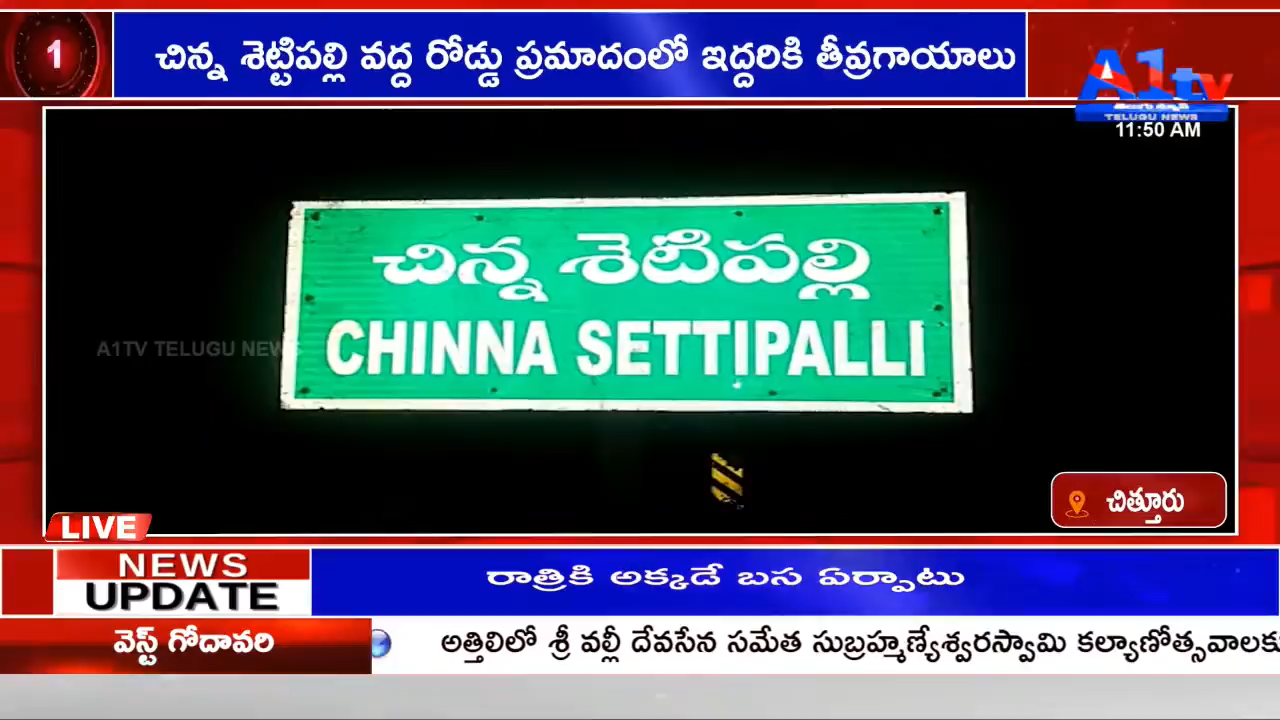 1
చిన్న శెట్టిపల్లి వద్ద రోడ్డు ప్రమాదంలో ఇద్దరికి తీవ్రగాయాలు
A1tv
తెలుగు న్యూస్
TELUGU NEWS
11:50 AM
చిన్న శెటిపల్లి
CHINNA SETTIPALLI
A1TV TELUGU NEWS
చిత్తూరు
LIVE
NEWS
UPDATE
రాత్రికి అక్కడే బస ఏర్పాటు
వెస్ట్ గోదావరి
అత్తిలిలో శ్రీ వల్లీ దేవసేన సమేత సుబ్రహ్మణ్యేశ్వరస్వామి కల్యాణోత్సవాలకు